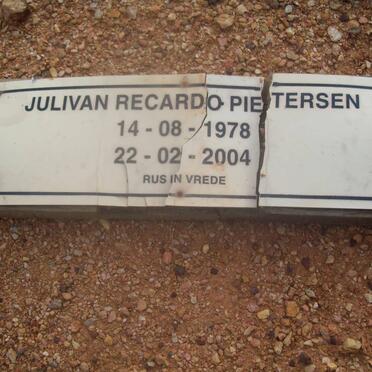 JULIVAN RECARDO PIETERSEN
14 - 08 - 1978
22 - 02 - 2004
RUS IN VREDE